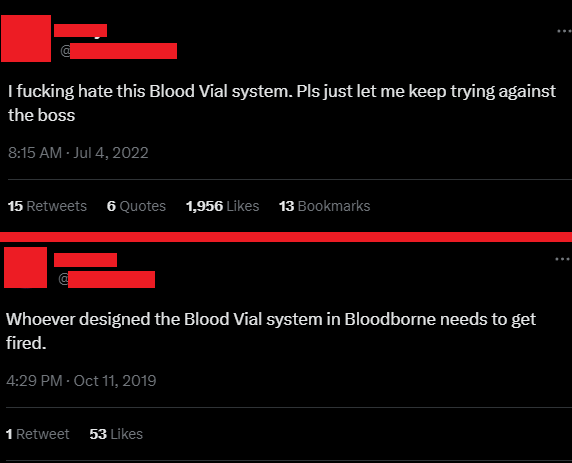 @
I fucking hate this Blood Vial system. Pls just let me keep trying against
the boss
8:15 AM · Jul 4, 2022
15 Retweets 6 Quotes 1,956 Likes 13 Bookmarks
@
Whoever designed the Blood Vial system in Bloodborne needs to get
fired.
4:29 PM · Oct 11, 2019
1 Retweet 53 Likes